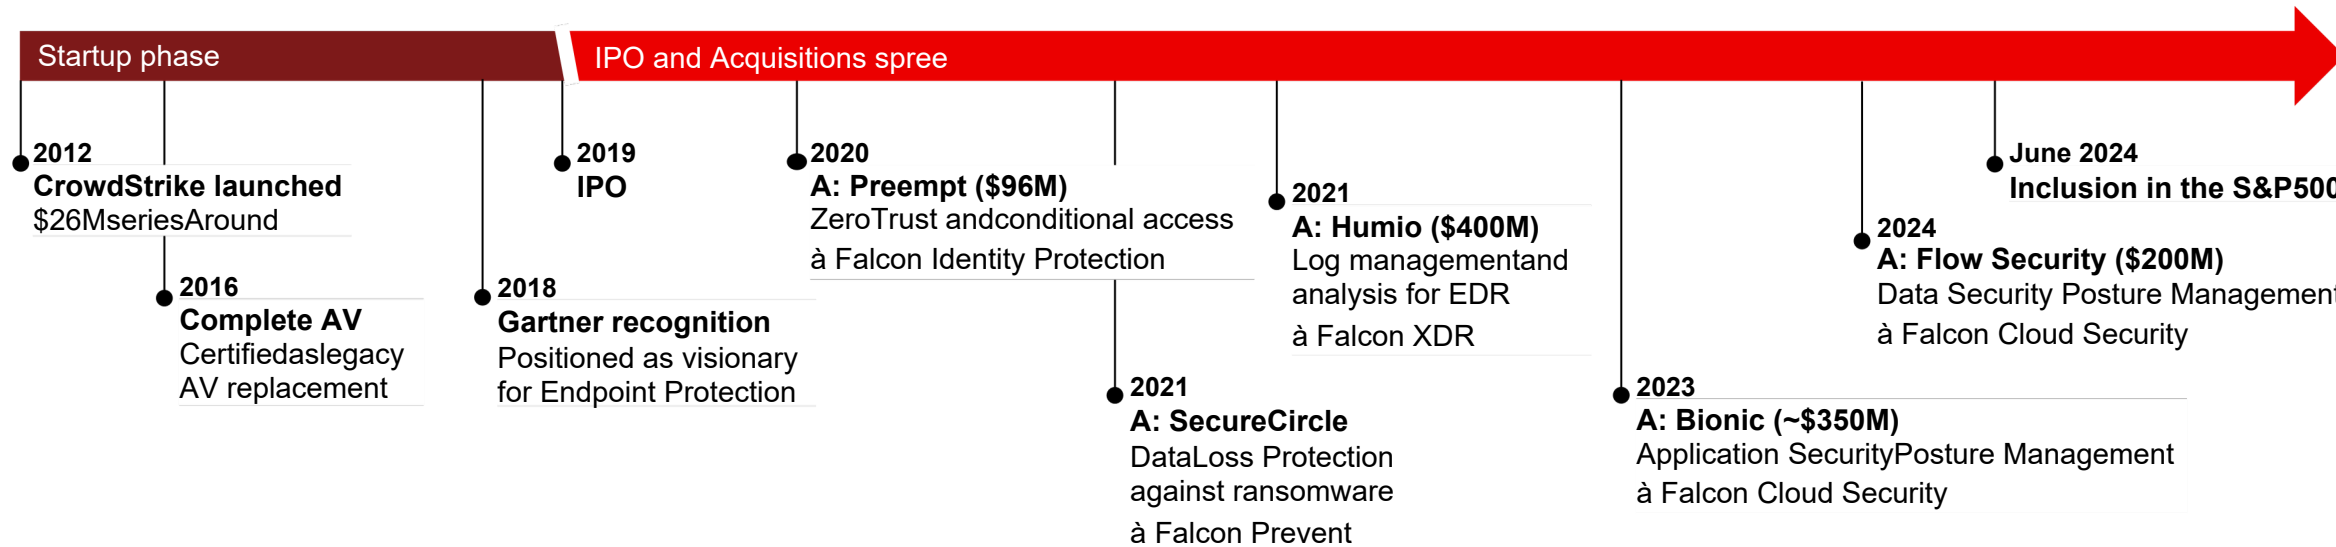 Startup phase
IPO and Acquisitions spree
2012
CrowdStrike launched
$26MseriesAround
2016
Complete AV
Certifiedaslegacy
AV replacement
2018
Gartner recognition
Positioned as visionary
for Endpoint Protection
2019
IPO
2020
A: Preempt ($96M)
ZeroTrust andconditional access
à Falcon Identity Protection
2021
A: SecureCircle
DataLoss Protection
against ransomware
à Falcon Prevent
2021
A: Humio ($400M)
Log managementand
analysis for EDR
à Falcon XDR
2023
A: Bionic (~$350M)
Application SecurityPosture Management
à Falcon Cloud Security
2024
A: Flow Security ($200M)
Data Security Posture Management
à Falcon Cloud Security
June 2024
Inclusion in the S&P500